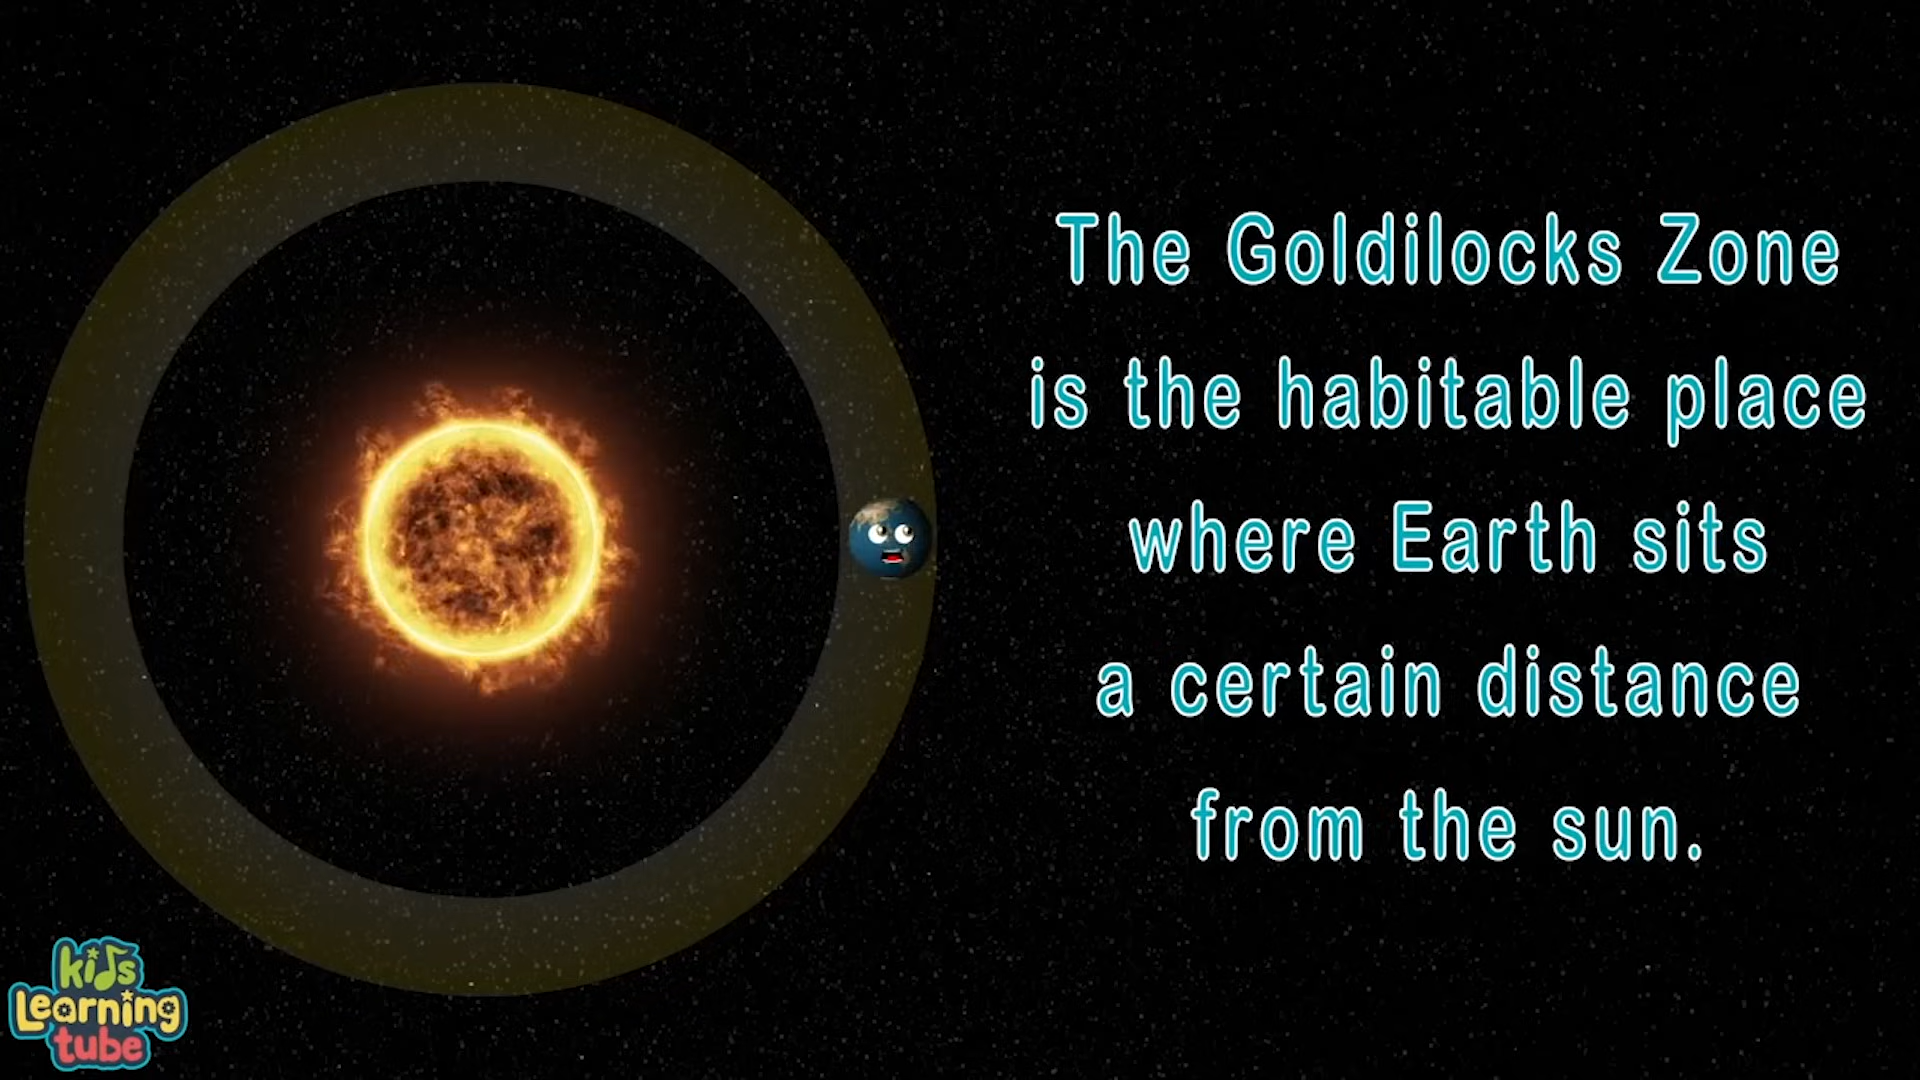 The Goldilocks Zone
is the habitable place
where Earth sits
a certain distance
from the sun.
kids
Learning
tube